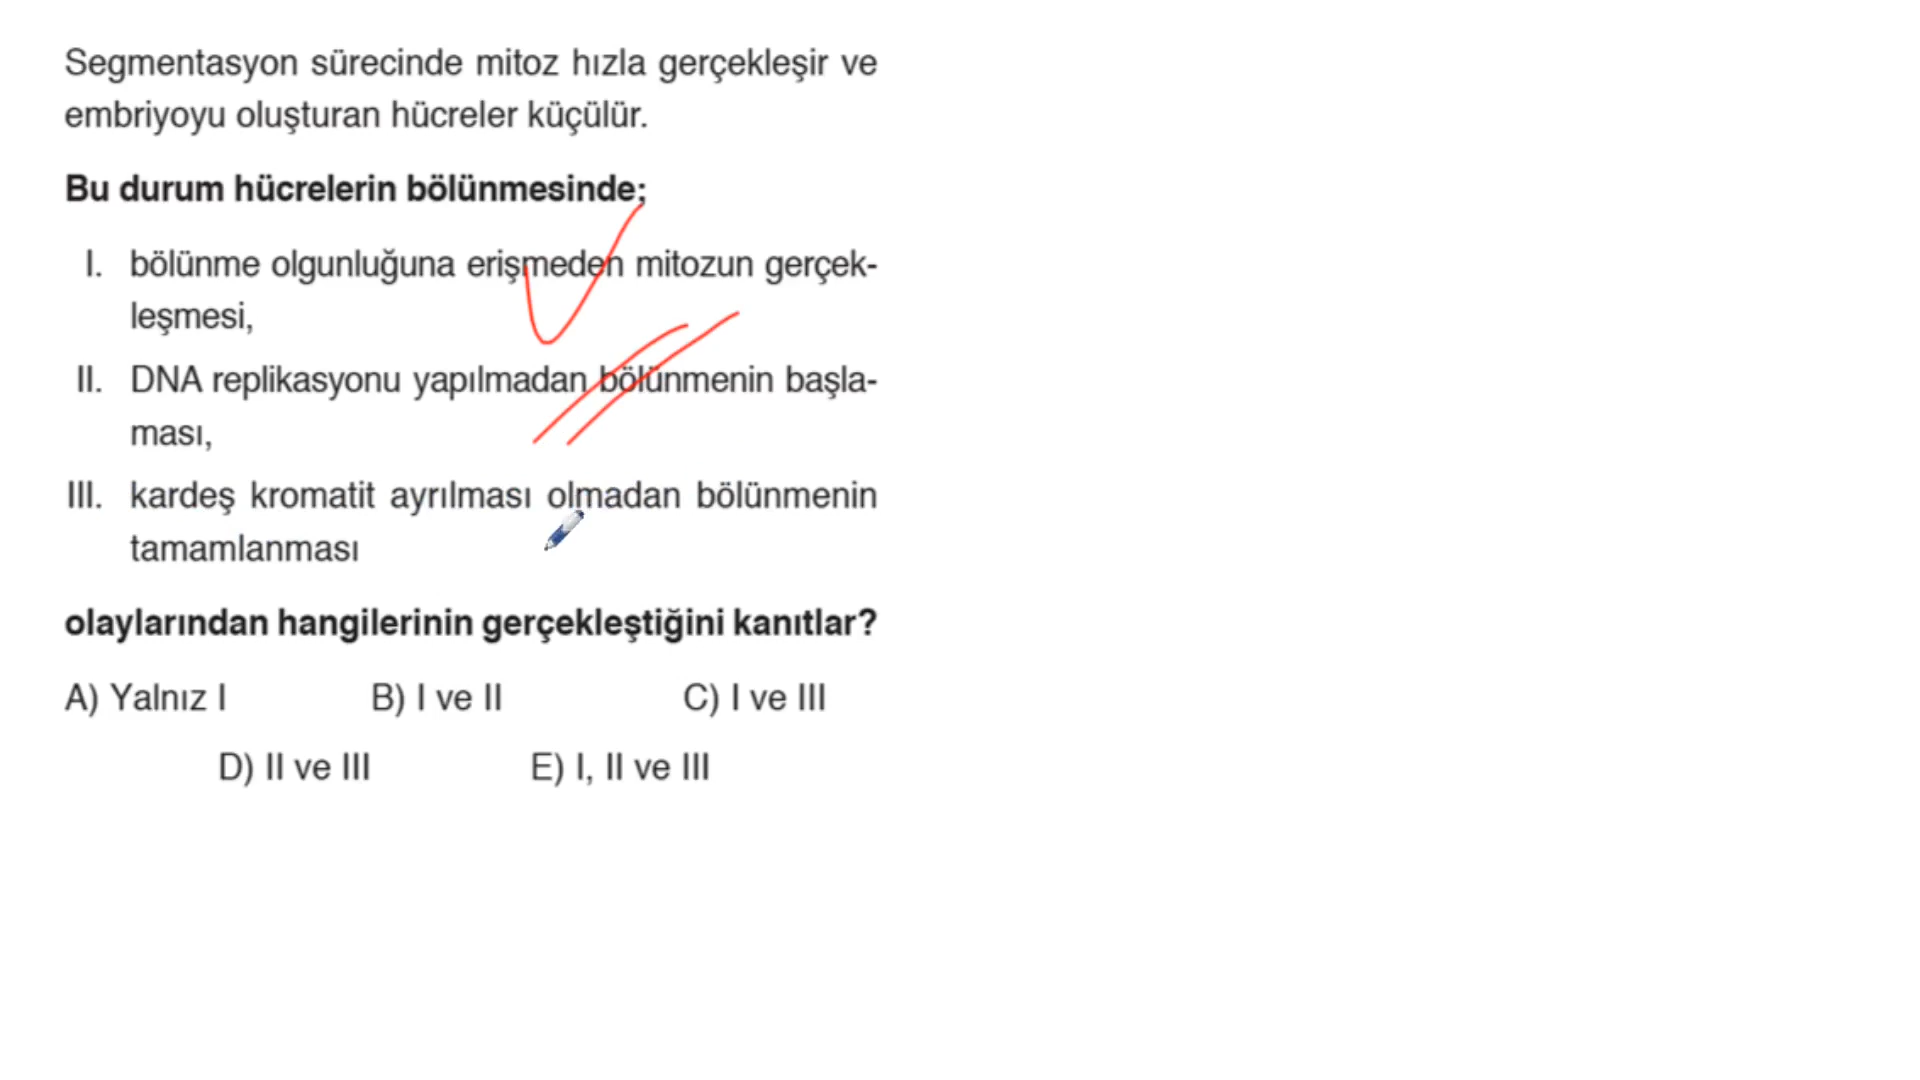 Segmentasyon sürecinde mitoz hızla gerçekleşir ve
embriyoyu oluşturan hücreler küçülür.
Bu durum hücrelerin bölünmesinde;
I. bölünme olgunluğuna erişmeden mitozun gerçek-
leşmesi,
II. DNA replikasyonu yapılmadan bölünmenin başla-
ması,
III. kardeş kromatit ayrılması olmadan bölünmenin
tamamlanması
olaylarından hangilerinin gerçekleştiğini kanıtlar?
A) Yalnız I B) I ve II C) I ve III
D) II ve III E) I, II ve III